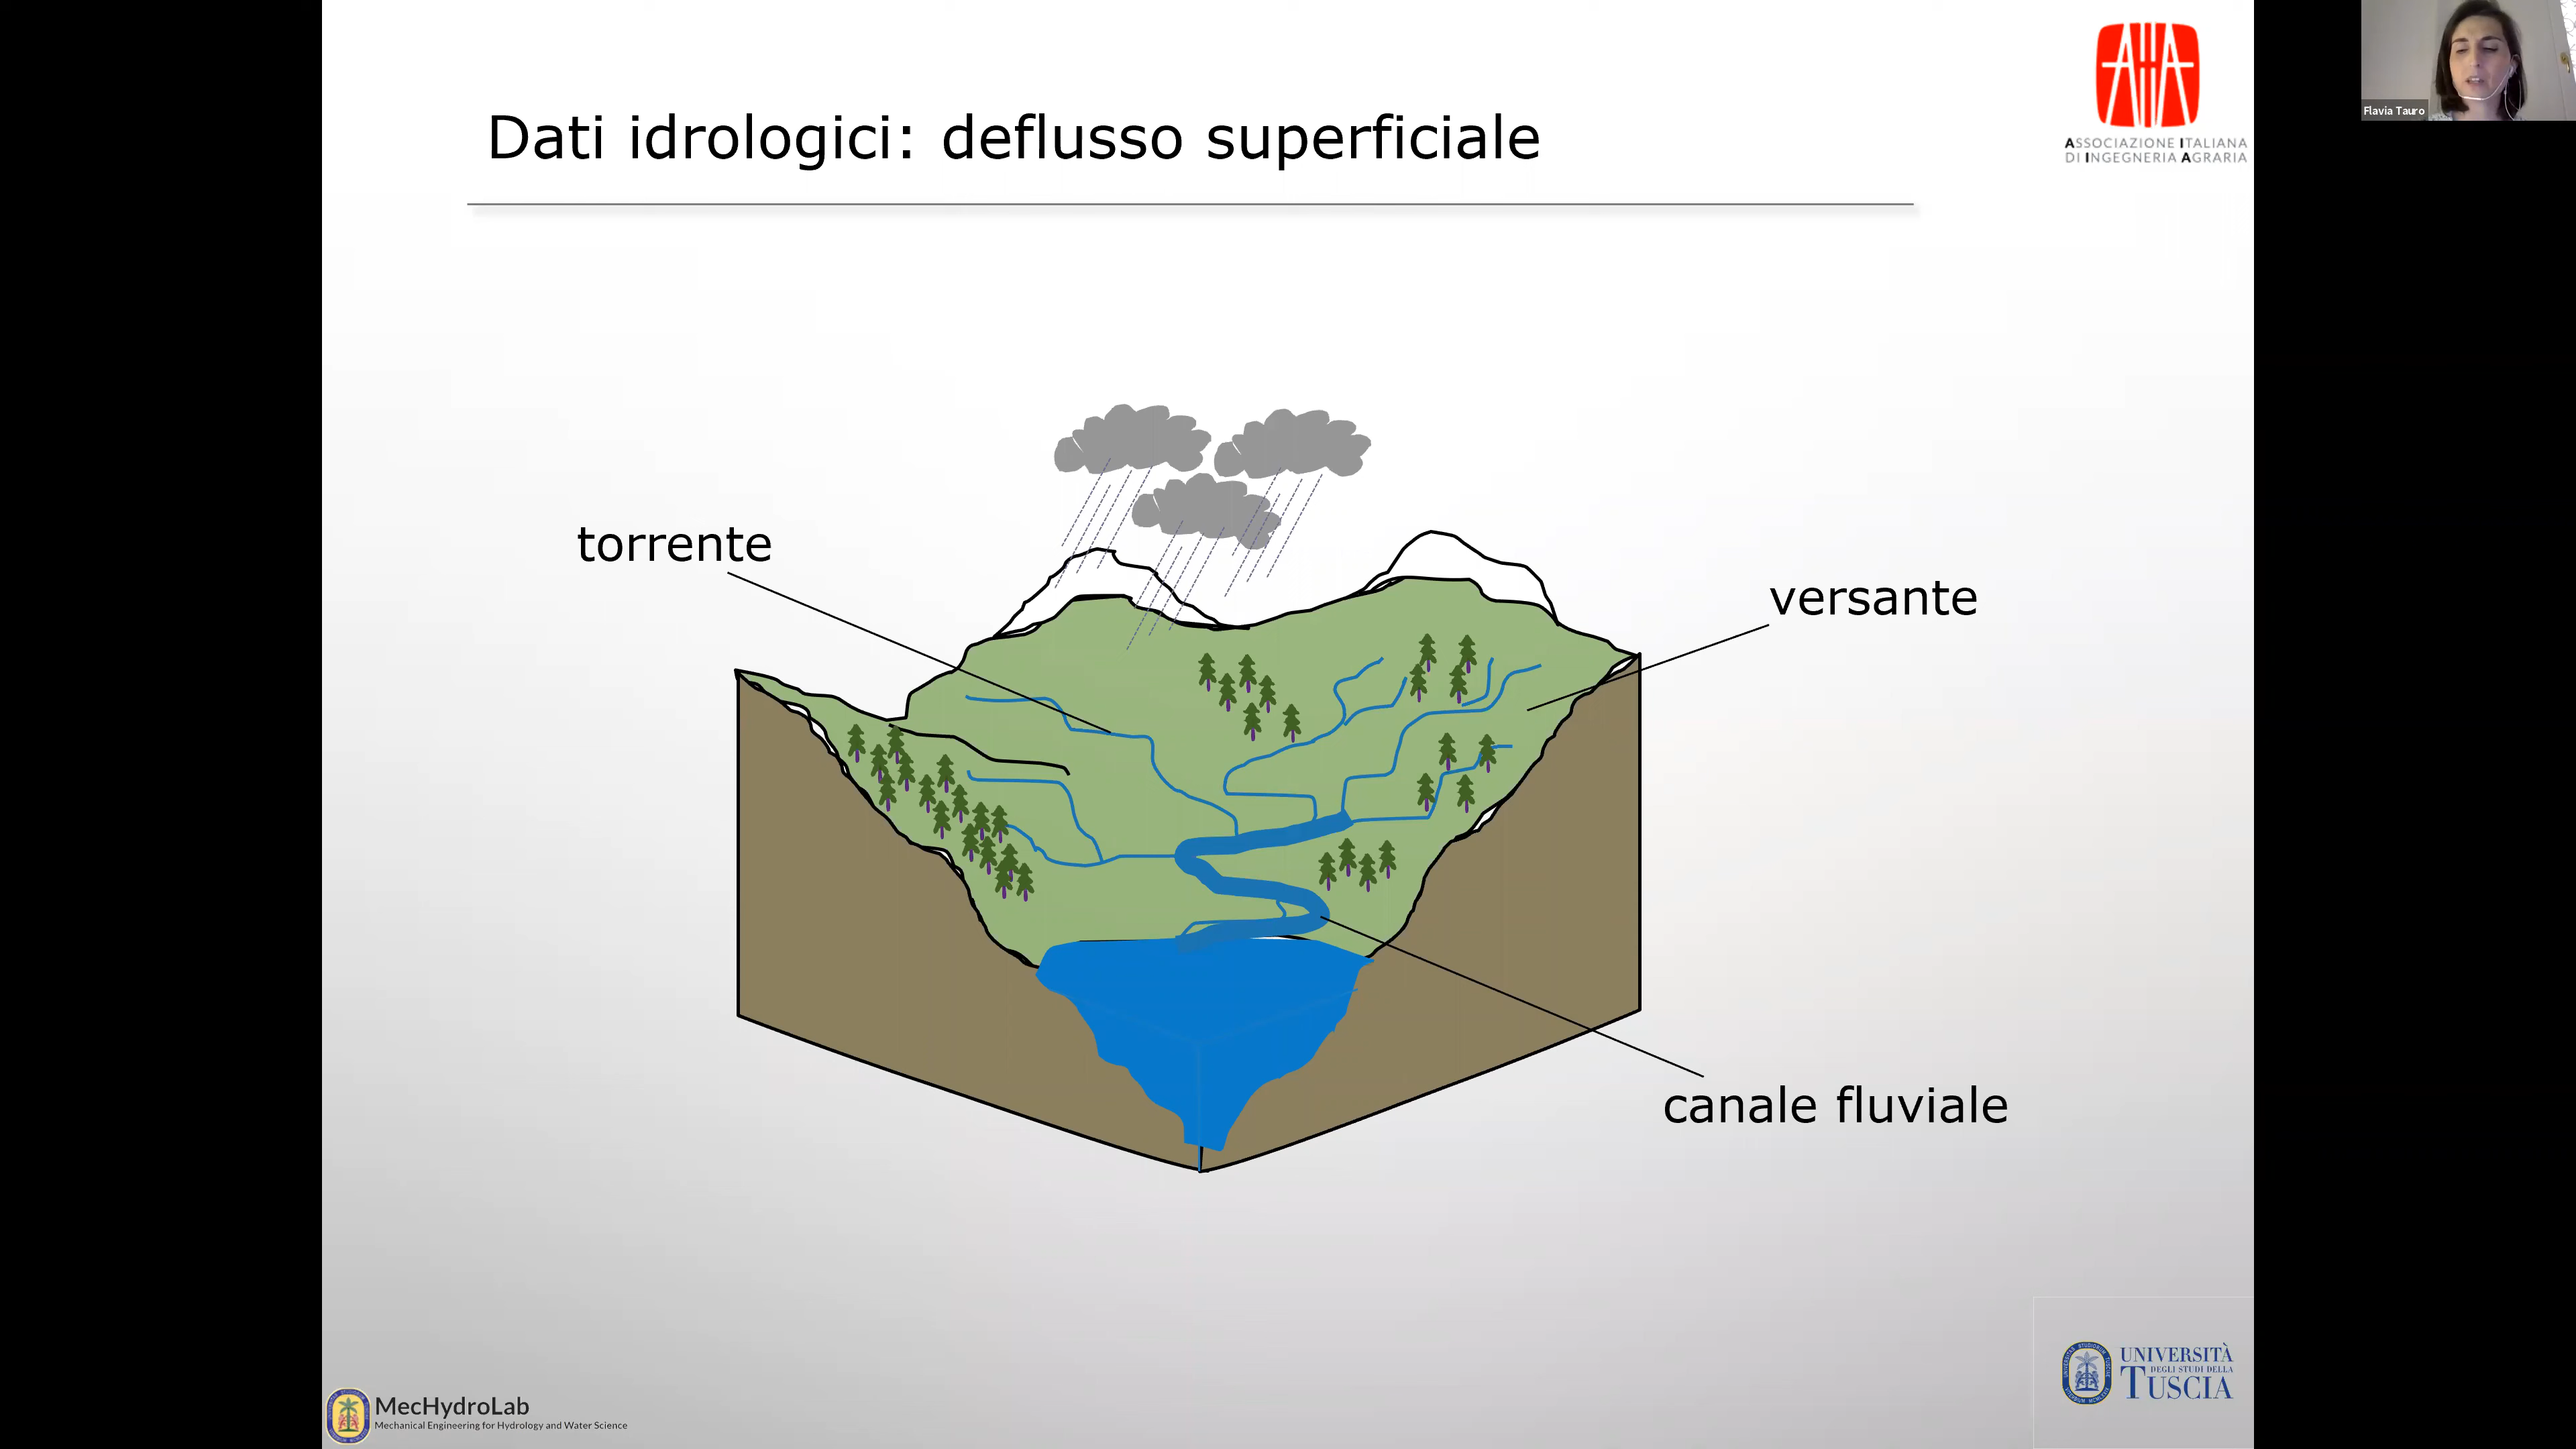 Dati idrologici: deflusso superficiale
ASSOCIAZIONE ITALIANA
DI INGEGNERIA AGRARIA
Flavia Tauro
torrente
versante
canale fluviale
MecHydroLab
Mechanical Engineering for Hydrology and Water Science
UNIVERSITÀ
DEGLI STUDI DELLA
TUSCIA